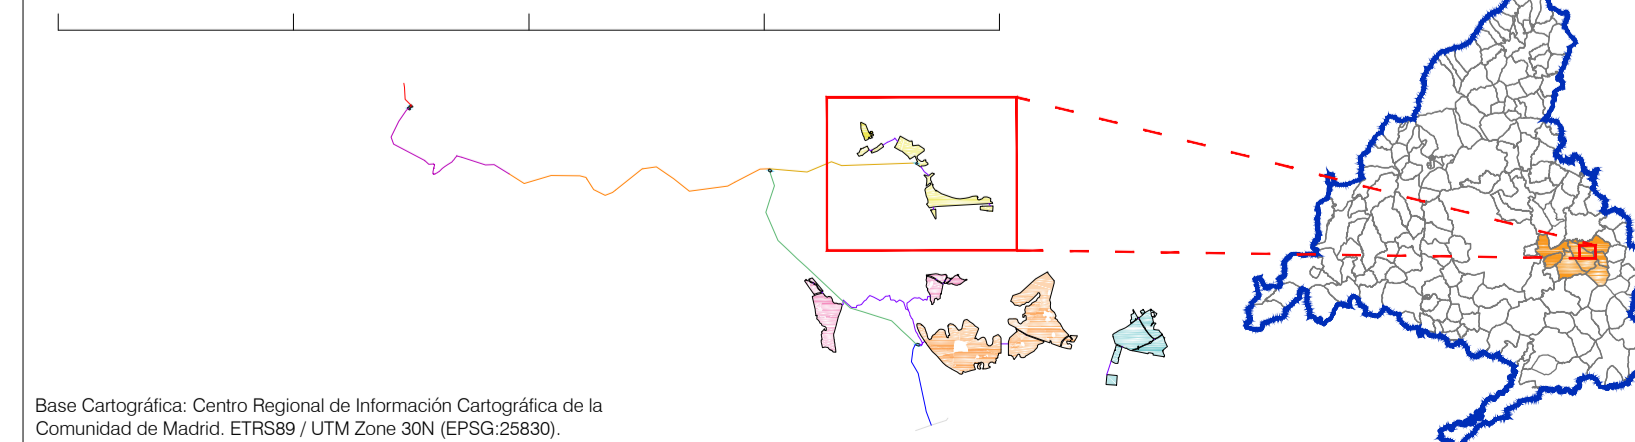 Base Cartográfica: Centro Regional de Información Cartográfica de la
Comunidad de Madrid. ETRS89 / UTM Zone 30N (EPSG:25830).